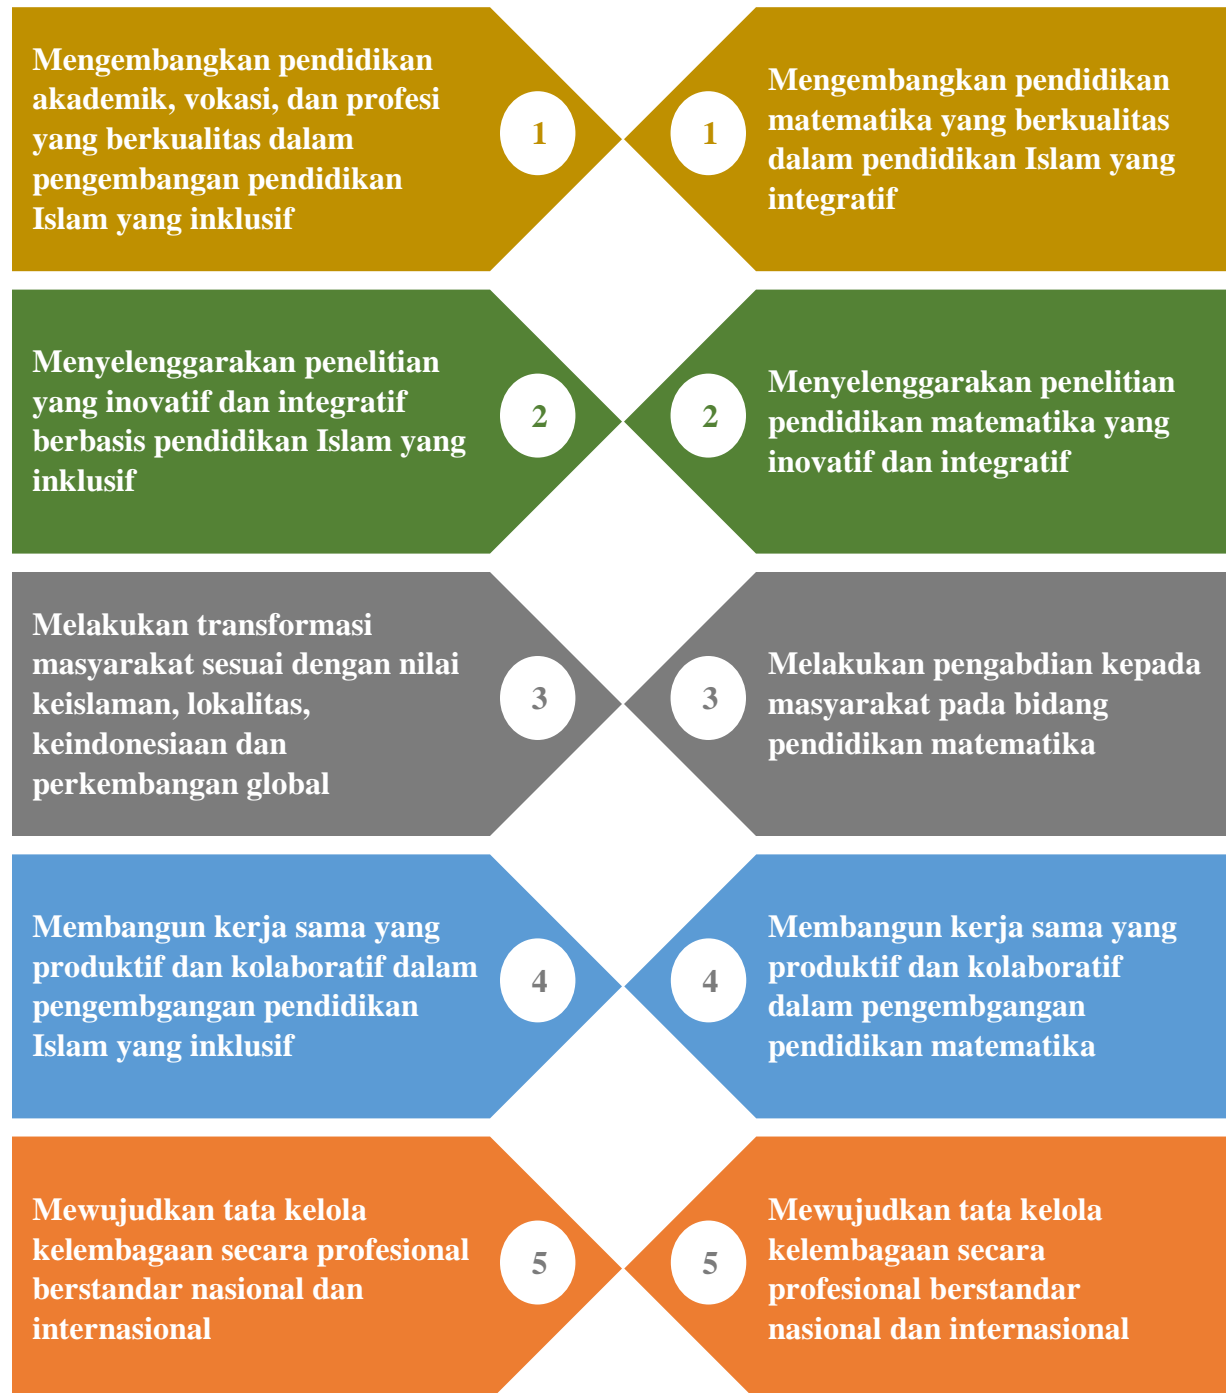 Mengembangkan pendidikan
akademik, vokasi, dan profesi
yang berkualitas dalam
pengembangan pendidikan
Islam yang inklusif
1
1
Mengembangkan pendidikan
matematika yang berkualitas
dalam pendidikan Islam yang
integratif
Menyelenggarakan penelitian
yang inovatif dan integratif
berbasis pendidikan Islam yang
inklusif
2
2
Menyelenggarakan penelitian
pendidikan matematika yang
inovatif dan integratif
Melakukan transformasi
masyarakat sesuai dengan nilai
keislaman, lokalitas,
keindonesiaan dan
perkembangan global
3
3
Melakukan pengabdian kepada
masyarakat pada bidang
pendidikan matematika
Membangun kerja sama yang
produktif dan kolaboratif dalam
pengembgangan pendidikan
Islam yang inklusif
4
4
Membangun kerja sama yang
produktif dan kolaboratif
dalam pengembgangan
pendidikan matematika
Mewujudkan tata kelola
kelembagaan secara profesional
berstandar nasional dan
internasional
5
5
Mewujudkan tata kelola
kelembagaan secara
profesional berstandar
nasional dan internasional